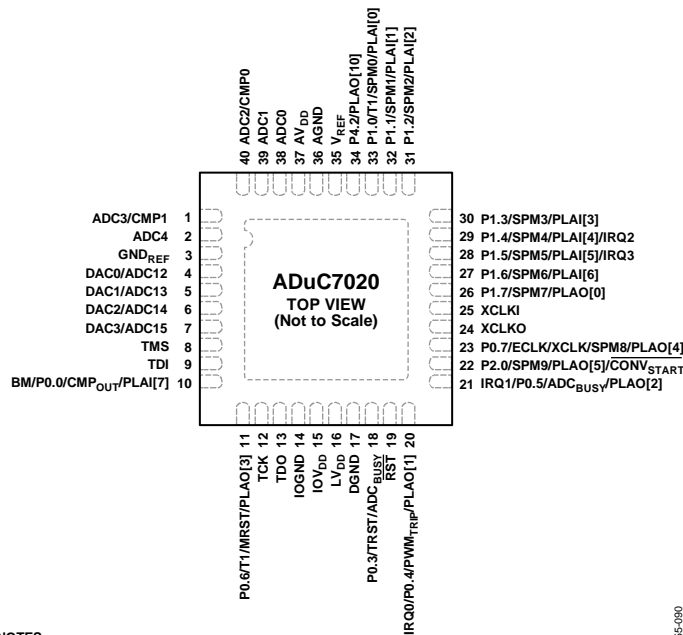 40 ADC2/CMP0
39 ADC1
38 ADC0
37 AVDD
36 AGND
35 VREF
34 P4.2/PLAO[10]
33 P1.0/T1/SPM0/PLAI[0]
32 P1.1/SPM1/PLAI[1]
31 P1.2/SPM2/PLAI[2]
ADC3/CMP1 1
ADC4 2
GNDREF 3
DAC0/ADC12 4
DAC1/ADC13 5
DAC2/ADC14 6
DAC3/ADC15 7
TMS 8
TDI 9
BM/P0.0/CMPOUT/PLAI[7] 10
ADuC7020
TOP VIEW
(Not to Scale)
30 P1.3/SPM3/PLAI[3]
29 P1.4/SPM4/PLAI[4]/IRQ2
28 P1.5/SPM5/PLAI[5]/IRQ3
27 P1.6/SPM6/PLAI[6]
26 P1.7/SPM7/PLAO[0]
25 XCLKI
24 XCLKO
23 P0.7/ECLK/XCLK/SPM8/PLAO[4]
22 P2.0/SPM9/PLAO[5]/CONVSTART
21 IRQ1/P0.5/ADCBUSY/PLAO[2]
P0.6/T1/MRST/PLAO[3] 11
TCK 12
TDO 13
IOGND 14
IOVDD 15
LVDD 16
DGND 17
P0.3/TRST/ADCBUSY 18
RST 19
IRQ0/P0.4/PWMTRIP/PLAO[1] 20